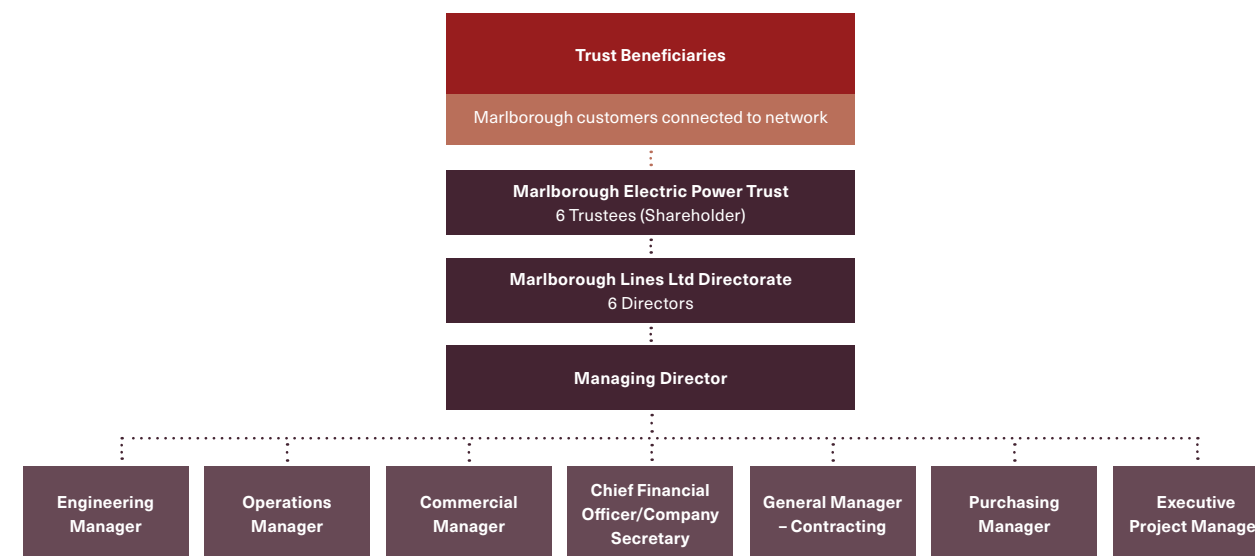 Trust Beneficiaries
Marlborough customers connected to network
Marlborough Electric Power Trust
6 Trustees (Shareholder)
Marlborough Lines Ltd Directorate
6 Directors
Managing Director
Engineering
Manager
Operations
Manager
Commercial
Manager
Chief Financial
Officer/Company
Secretary
General Manager
– Contracting
Purchasing
Manager
Executive
Project Manage